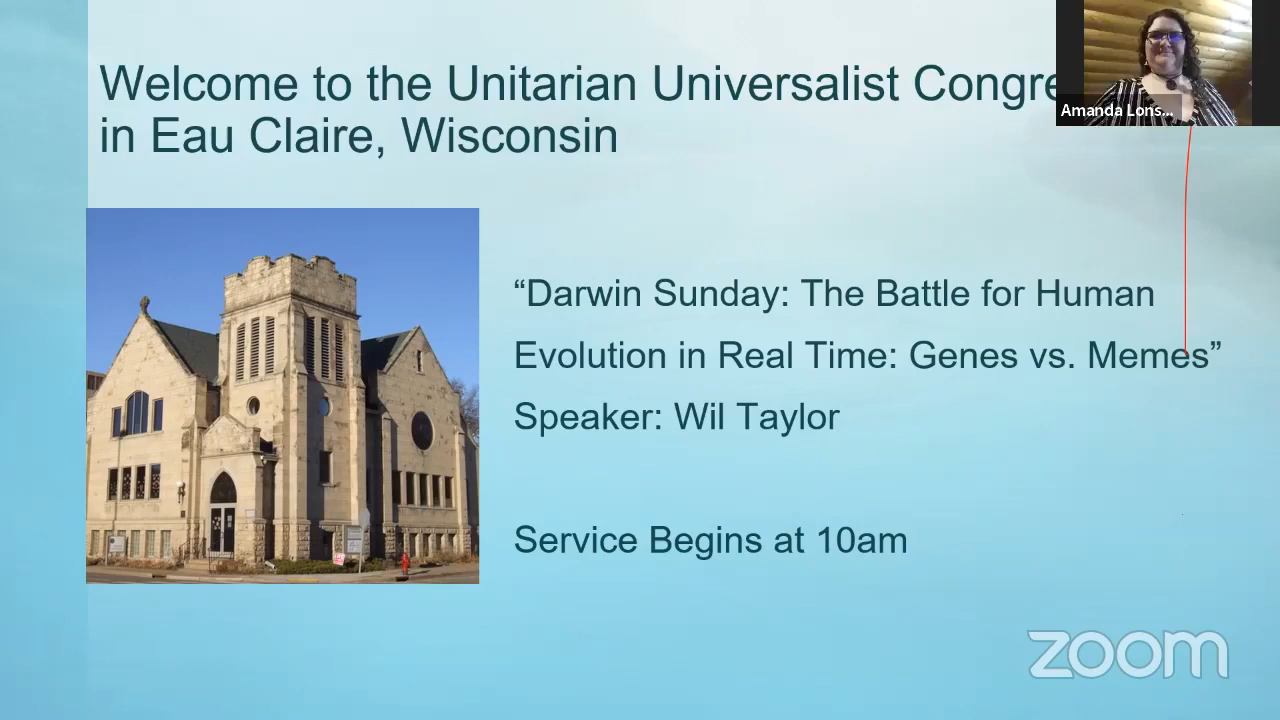 Welcome to the Unitarian Universalist Congre
in Eau Claire, Wisconsin
Amanda Lons...
“Darwin Sunday: The Battle for Human
Evolution in Real Time: Genes vs. Memes”
Speaker: Wil Taylor
Service Begins at 10am
zoom